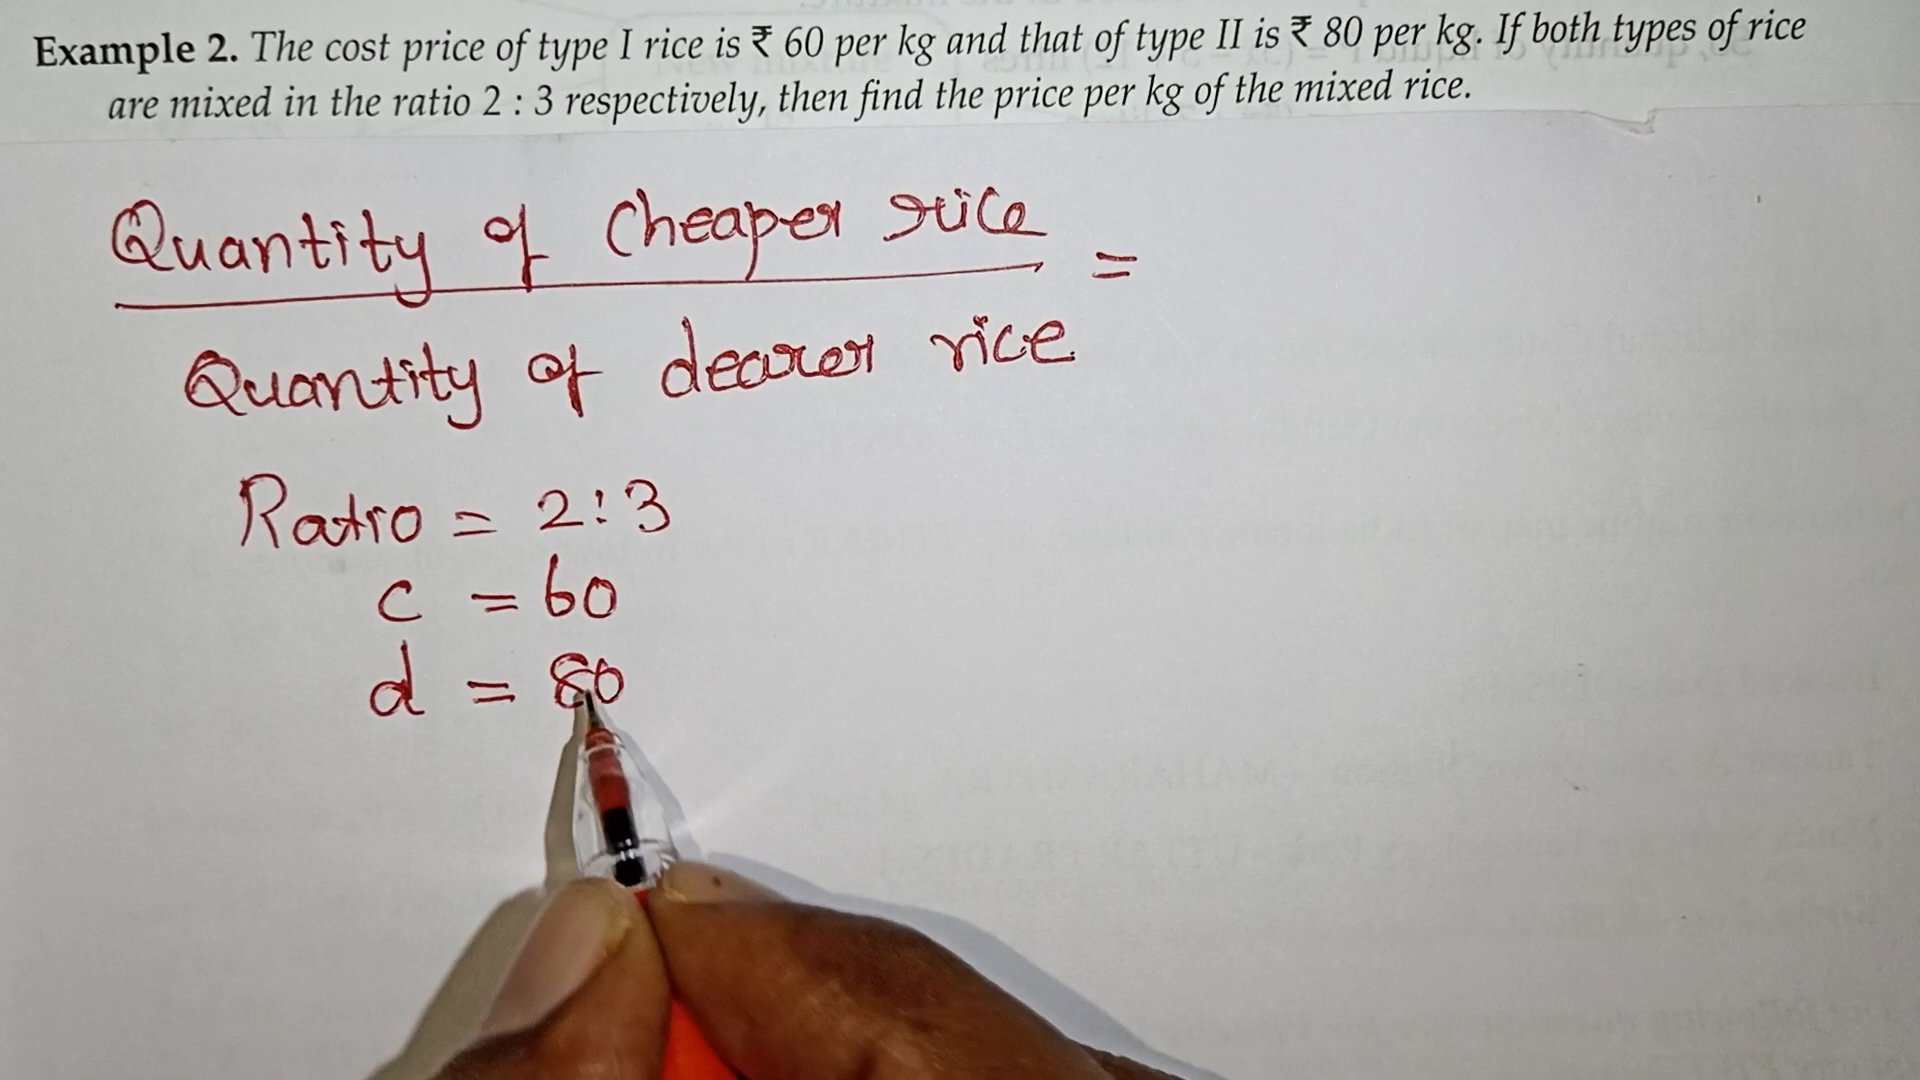 Example 2. The cost price of type I rice is ₹ 60 per kg and that of type II is ₹ 80 per kg. If both types of rice
are mixed in the ratio 2 : 3 respectively, then find the price per kg of the mixed rice.
Quantity of Cheaper rice =
Quantity of dearer rice
Ratio = 2:3
c = 60
d = 80